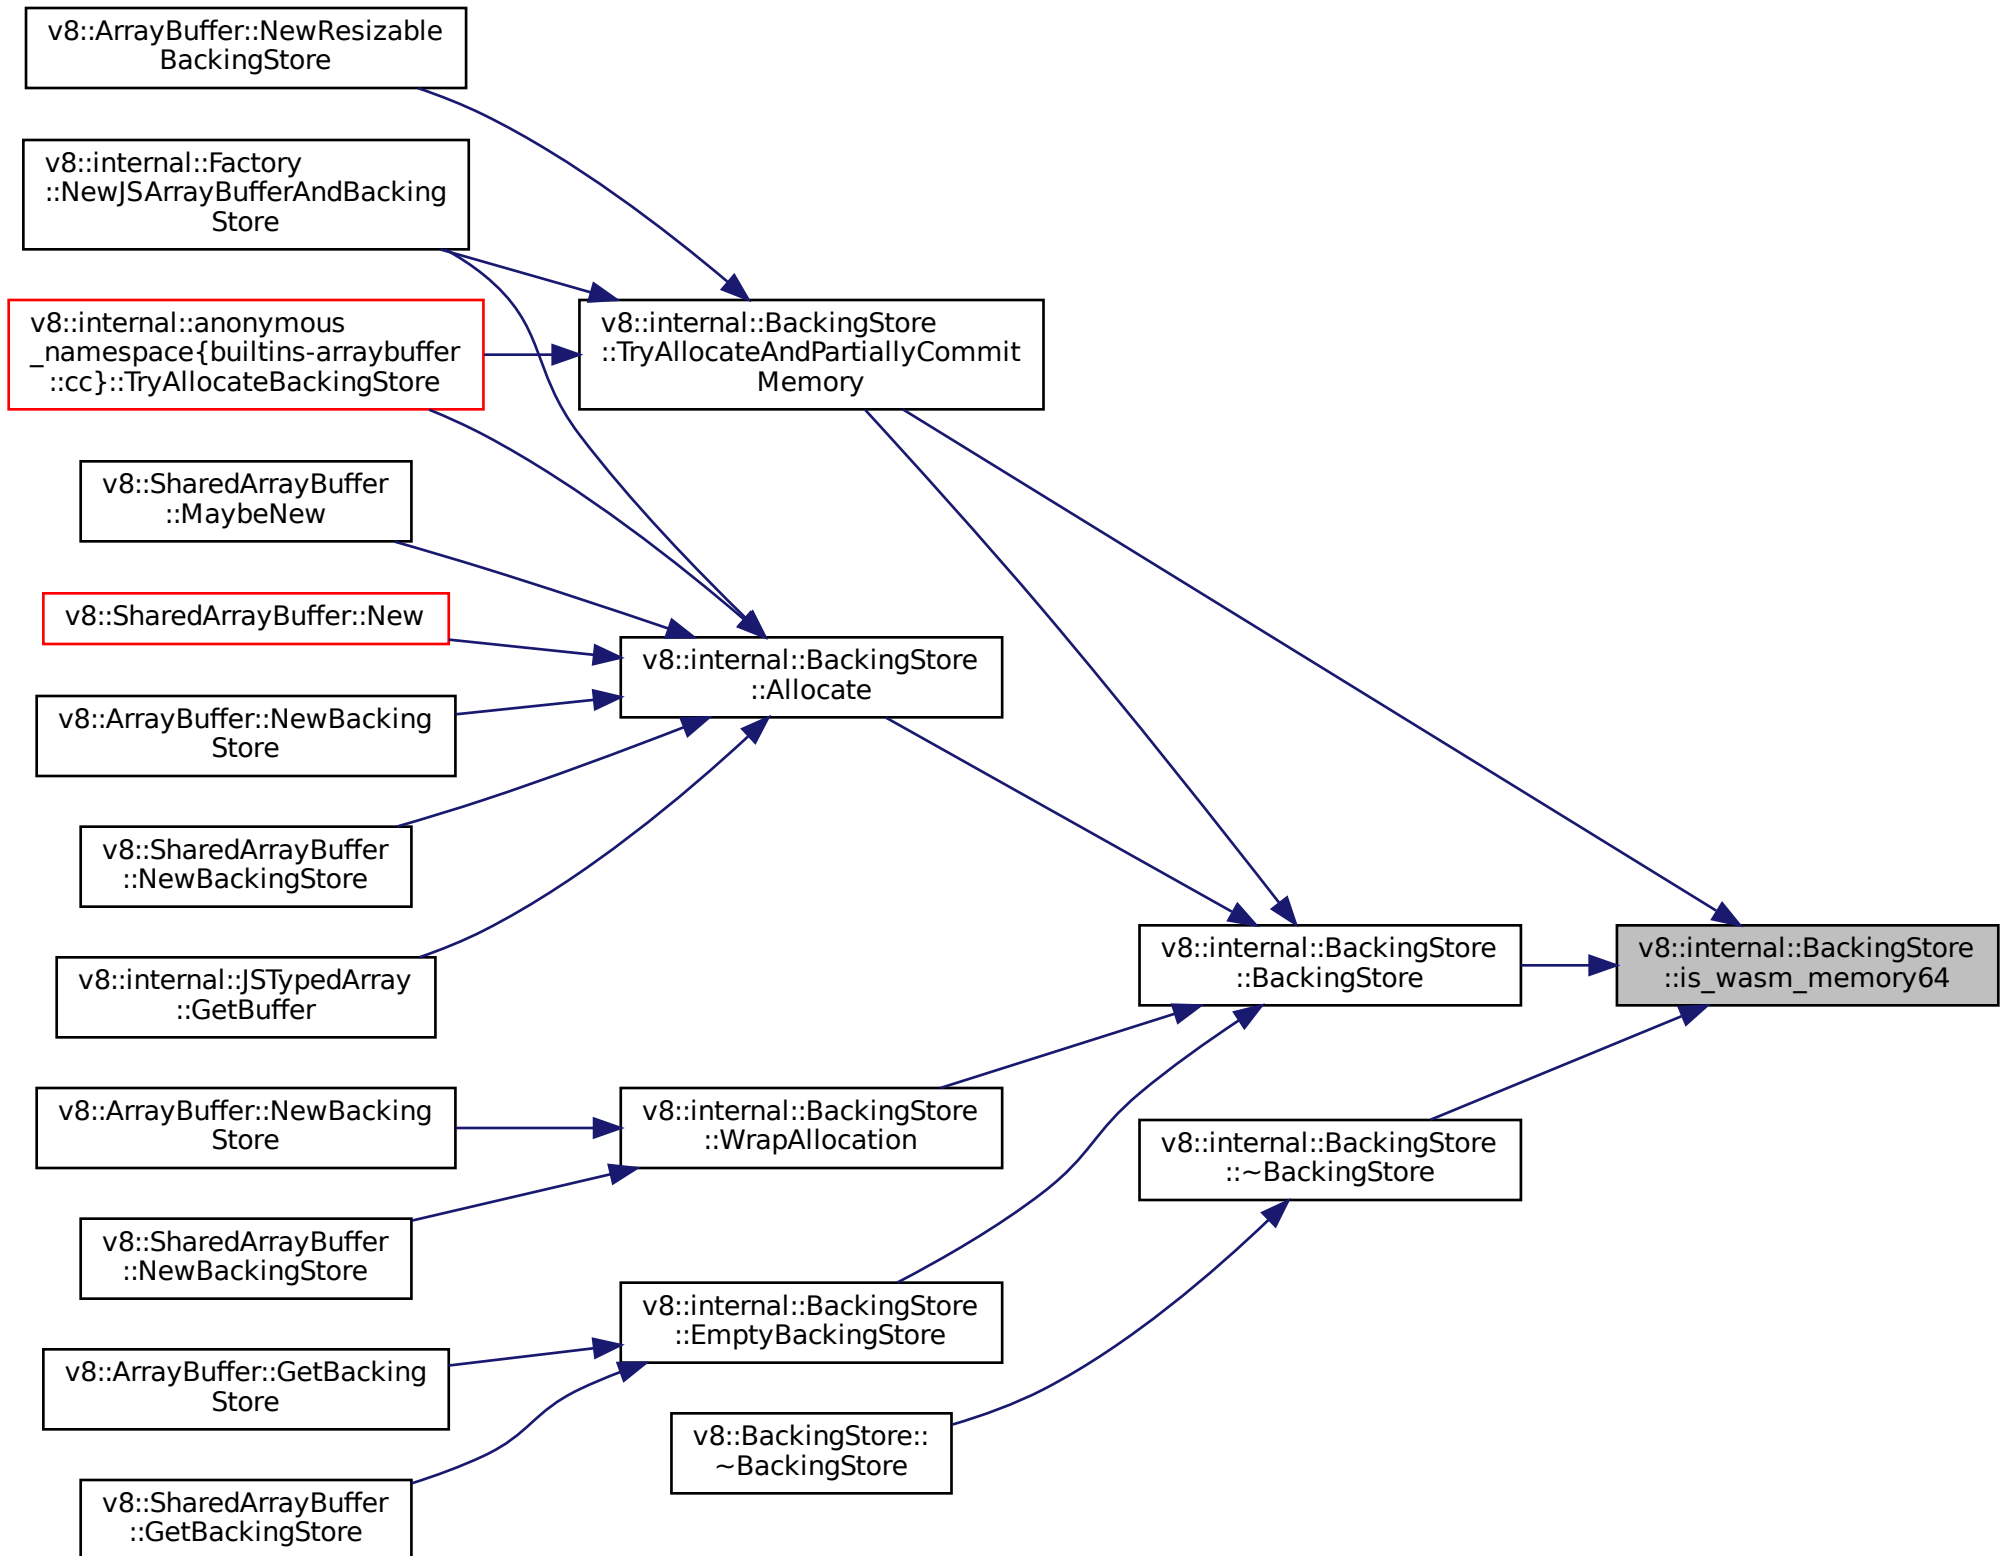 v8::ArrayBuffer::NewResizable
BackingStore
v8::internal::Factory
::NewJSArrayBufferAndBacking
Store
v8::internal::anonymous
_namespace{builtins-arraybuffer
::cc}::TryAllocateBackingStore
v8::internal::BackingStore
::TryAllocateAndPartiallyCommit
Memory
v8::SharedArrayBuffer
::MaybeNew
v8::SharedArrayBuffer::New
v8::internal::BackingStore
::Allocate
v8::ArrayBuffer::NewBacking
Store
v8::SharedArrayBuffer
::NewBackingStore
v8::internal::JSTypedArray
::GetBuffer
v8::internal::BackingStore
::BackingStore
v8::internal::BackingStore
::is_wasm_memory64
v8::ArrayBuffer::NewBacking
Store
v8::internal::BackingStore
::WrapAllocation
v8::internal::BackingStore
::~BackingStore
v8::SharedArrayBuffer
::NewBackingStore
v8::internal::BackingStore
::EmptyBackingStore
v8::ArrayBuffer::GetBacking
Store
v8::BackingStore::
~BackingStore
v8::SharedArrayBuffer
::GetBackingStore